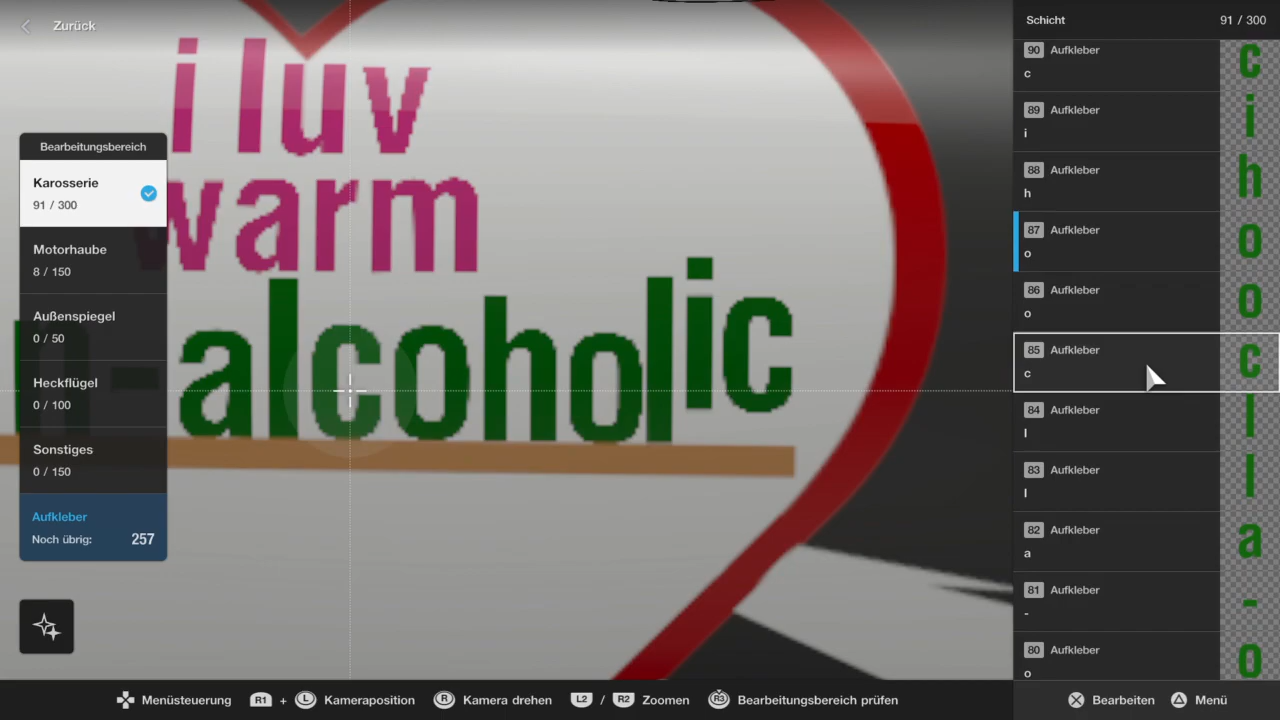 Zurück
i luv
warm
alcoholic
Bearbeitungsbereich
Karosserie
91 / 300
Motorhaube
8 / 150
Außenspiegel
0 / 50
Heckflügel
0 / 100
Sonstiges
0 / 150
Aufkleber
Noch übrig: 257
Schicht 91 / 300
90 Aufkleber
c c
89 Aufkleber
i i
88 Aufkleber
h h
87 Aufkleber
o o
86 Aufkleber
o o
85 Aufkleber
c c
84 Aufkleber
l l
83 Aufkleber
l l
82 Aufkleber
a a
81 Aufkleber
- -
80 Aufkleber
o o
Menüsteuerung R1 + L Kameraposition R Kamera drehen L2 / R2 Zoomen R3 Bearbeitungsbereich prüfen Bearbeiten Menü